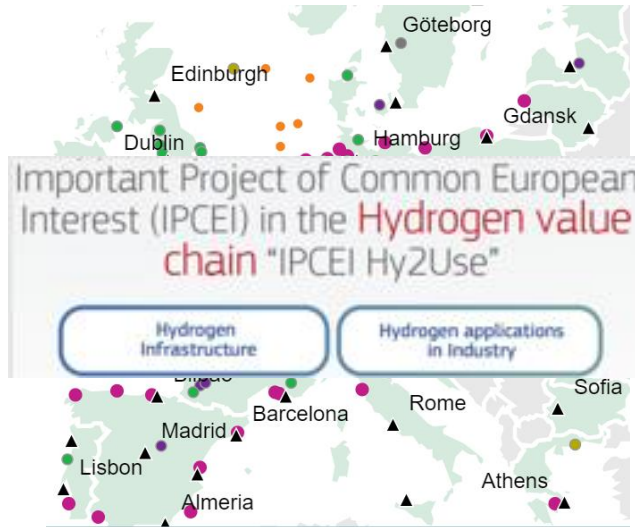 Göteborg
Edinburgh
Gdansk
Dublin
Hamburg
Important Project of Common European
Interest (IPCEI) in the Hydrogen value
chain "IPCEI Hy2Use"
Hydrogen
Infrastructure
Hydrogen applications
in Industry
Sofia
Rome
Barcelona
Madrid
Lisbon
Athens
Almeria